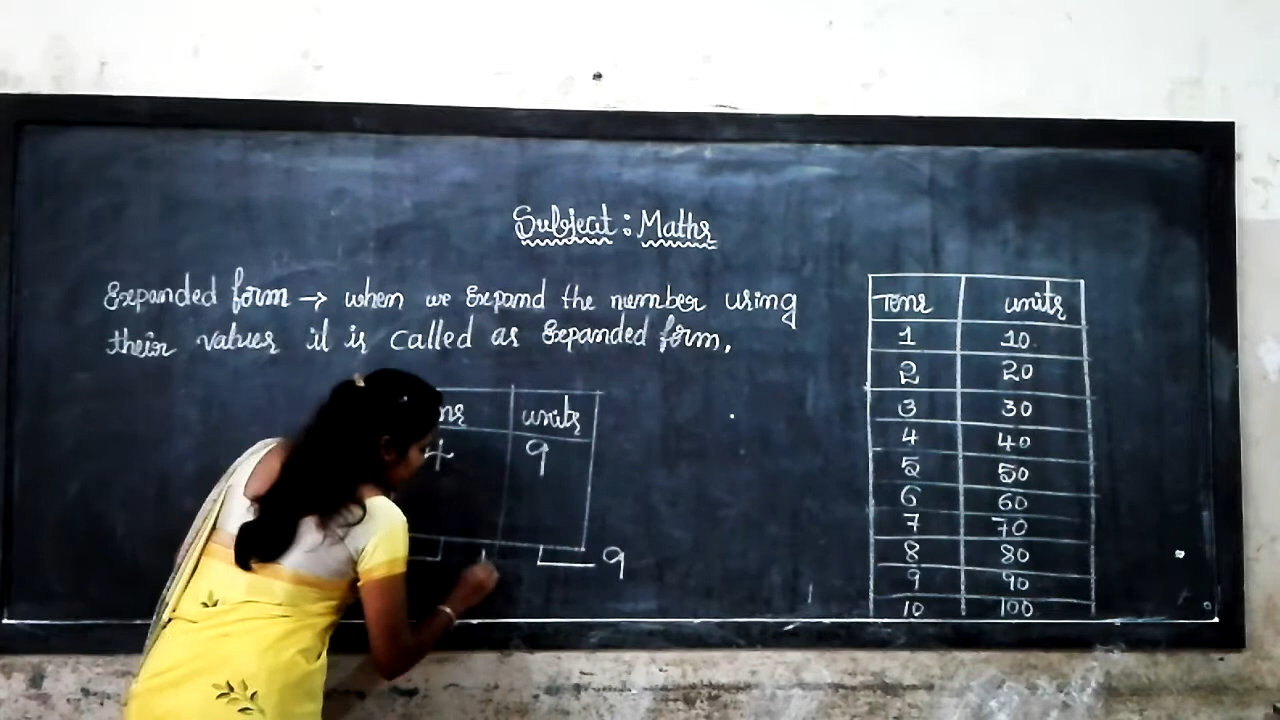 Subject : Maths
Expanded form → when we Expand the number using
their values it is called as Expanded form.
units
4 9
9
Tens units
1 10
2 20
3 30
4 40
5 50
6 60
7 70
8 80
9 90
10 100